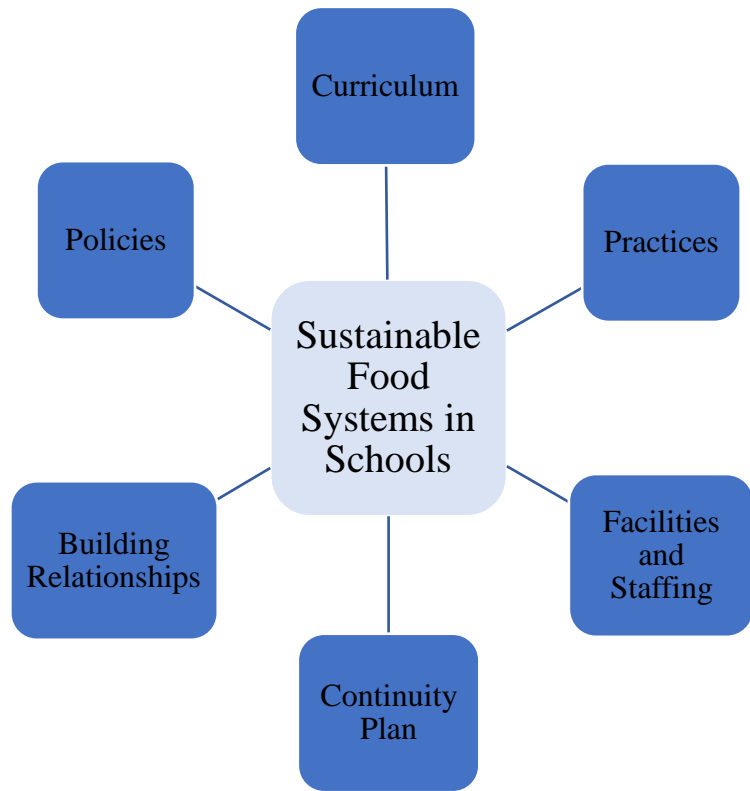 Curriculum
Policies
Practices
Sustainable
Food
Systems in
Schools
Building
Relationships
Facilities
and
Staffing
Continuity
Plan